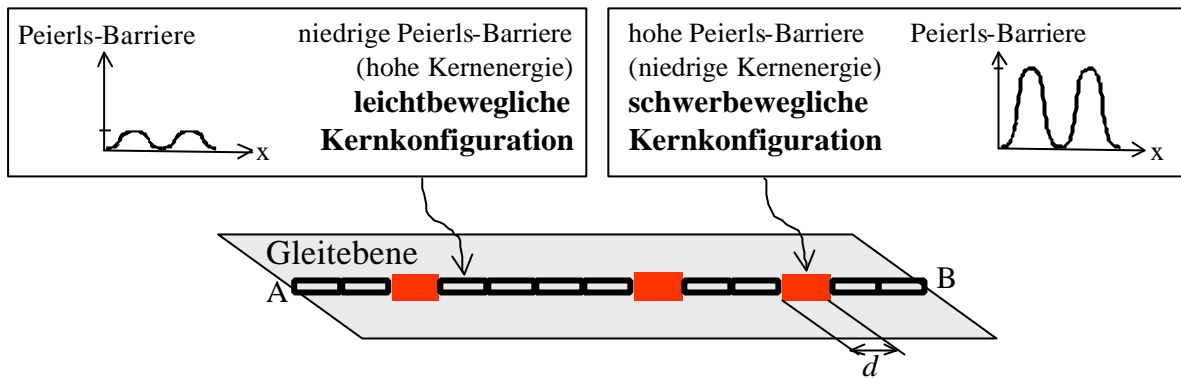 Peierls-Barriere
x
niedrige Peierls-Barriere
(hohe Kernenergie)
leichtbewegliche
Kernkonfiguration
hohe Peierls-Barriere
(niedrige Kernenergie)
schwerbewegliche
Kernkonfiguration
Peierls-Barriere
x
Gleitebene
A
B
d